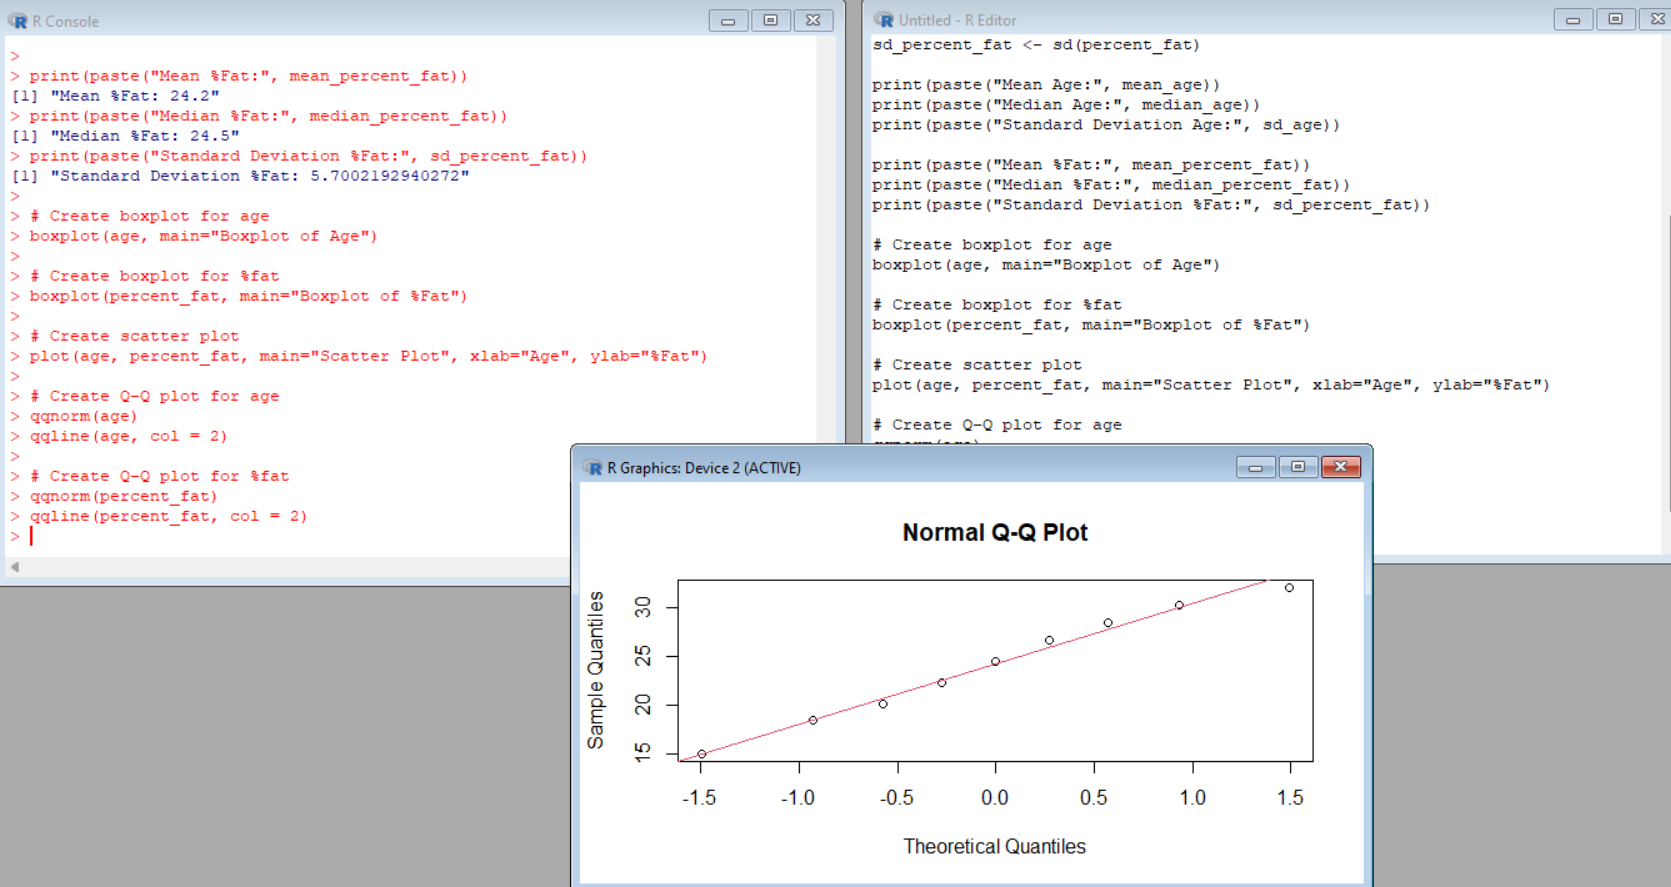 R Console
>
> print(paste("Mean %Fat:", mean_percent_fat))
[1] "Mean %Fat: 24.2"
> print(paste("Median %Fat:", median_percent_fat))
[1] "Median %Fat: 24.5"
> print(paste("Standard Deviation %Fat:", sd_percent_fat))
[1] "Standard Deviation %Fat: 5.7002192940272"
>
> # Create boxplot for age
> boxplot(age, main="Boxplot of Age")
>
> # Create boxplot for %fat
> boxplot(percent_fat, main="Boxplot of %Fat")
>
> # Create scatter plot
> plot(age, percent_fat, main="Scatter Plot", xlab="Age", ylab="%Fat")
>
> # Create Q-Q plot for age
> qqnorm(age)
> qqline(age, col = 2)
>
> # Create Q-Q plot for %fat
> qqnorm(percent_fat)
> qqline(percent_fat, col = 2)
>
Untitled - R Editor
sd_percent_fat <- sd(percent_fat)
print(paste("Mean Age:", mean_age))
print(paste("Median Age:", median_age))
print(paste("Standard Deviation Age:", sd_age))
print(paste("Mean %Fat:", mean_percent_fat))
print(paste("Median %Fat:", median_percent_fat))
print(paste("Standard Deviation %Fat:", sd_percent_fat))
# Create boxplot for age
boxplot(age, main="Boxplot of Age")
# Create boxplot for %fat
boxplot(percent_fat, main="Boxplot of %Fat")
# Create scatter plot
plot(age, percent_fat, main="Scatter Plot", xlab="Age", ylab="%Fat")
# Create Q-Q plot for age
R Graphics: Device 2 (ACTIVE)
Normal Q-Q Plot
Sample Quantiles
30
25
20
15
-1.5 -1.0 -0.5 0.0 0.5 1.0 1.5
Theoretical Quantiles